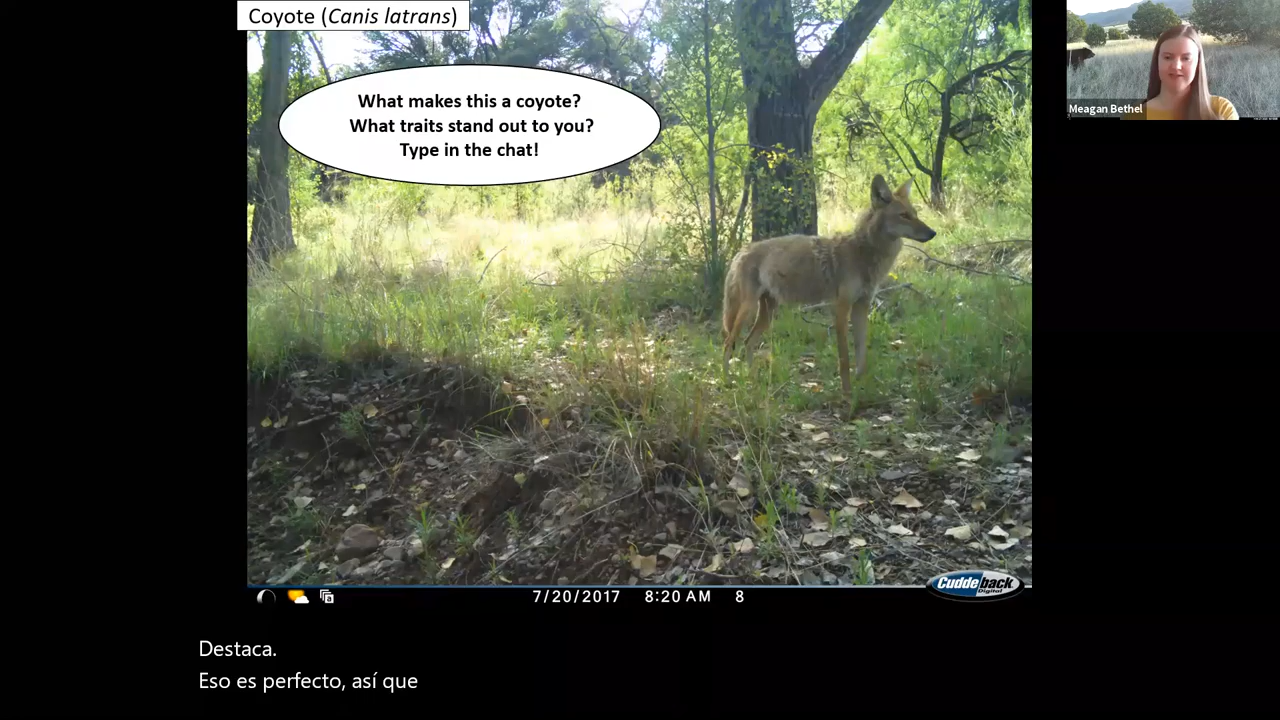 Coyote (Canis latrans)
What makes this a coyote?
What traits stand out to you?
Type in the chat!
Meagan Bethel
Cuddeback
Digital
7/20/2017 8:20 AM 8
Destaca.
Eso es perfecto, así que